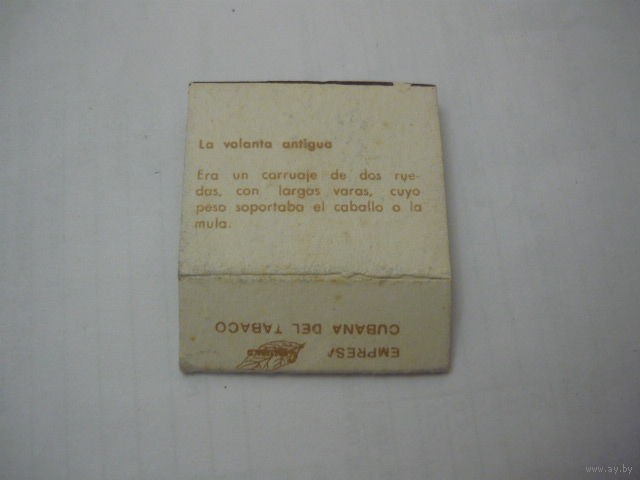 La volanta antigua
Era un carruaje de dos rue-
das, con largas varas, cuyo
peso soportaba el caballo o la
mula.
EMPRESA
CUBANA DEL TABACO
www.ay.by